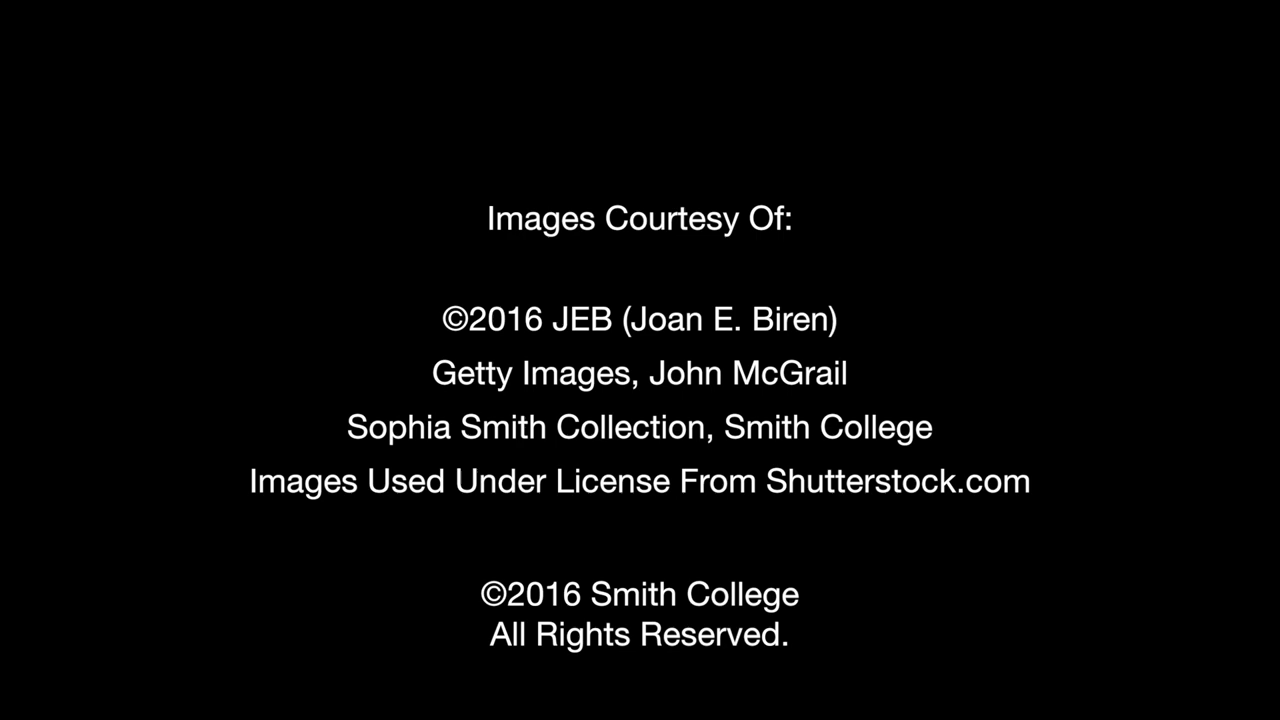 Images Courtesy Of:
©2016 JEB (Joan E. Biren)
Getty Images, John McGrail
Sophia Smith Collection, Smith College
Images Used Under License From Shutterstock.com
©2016 Smith College
All Rights Reserved.